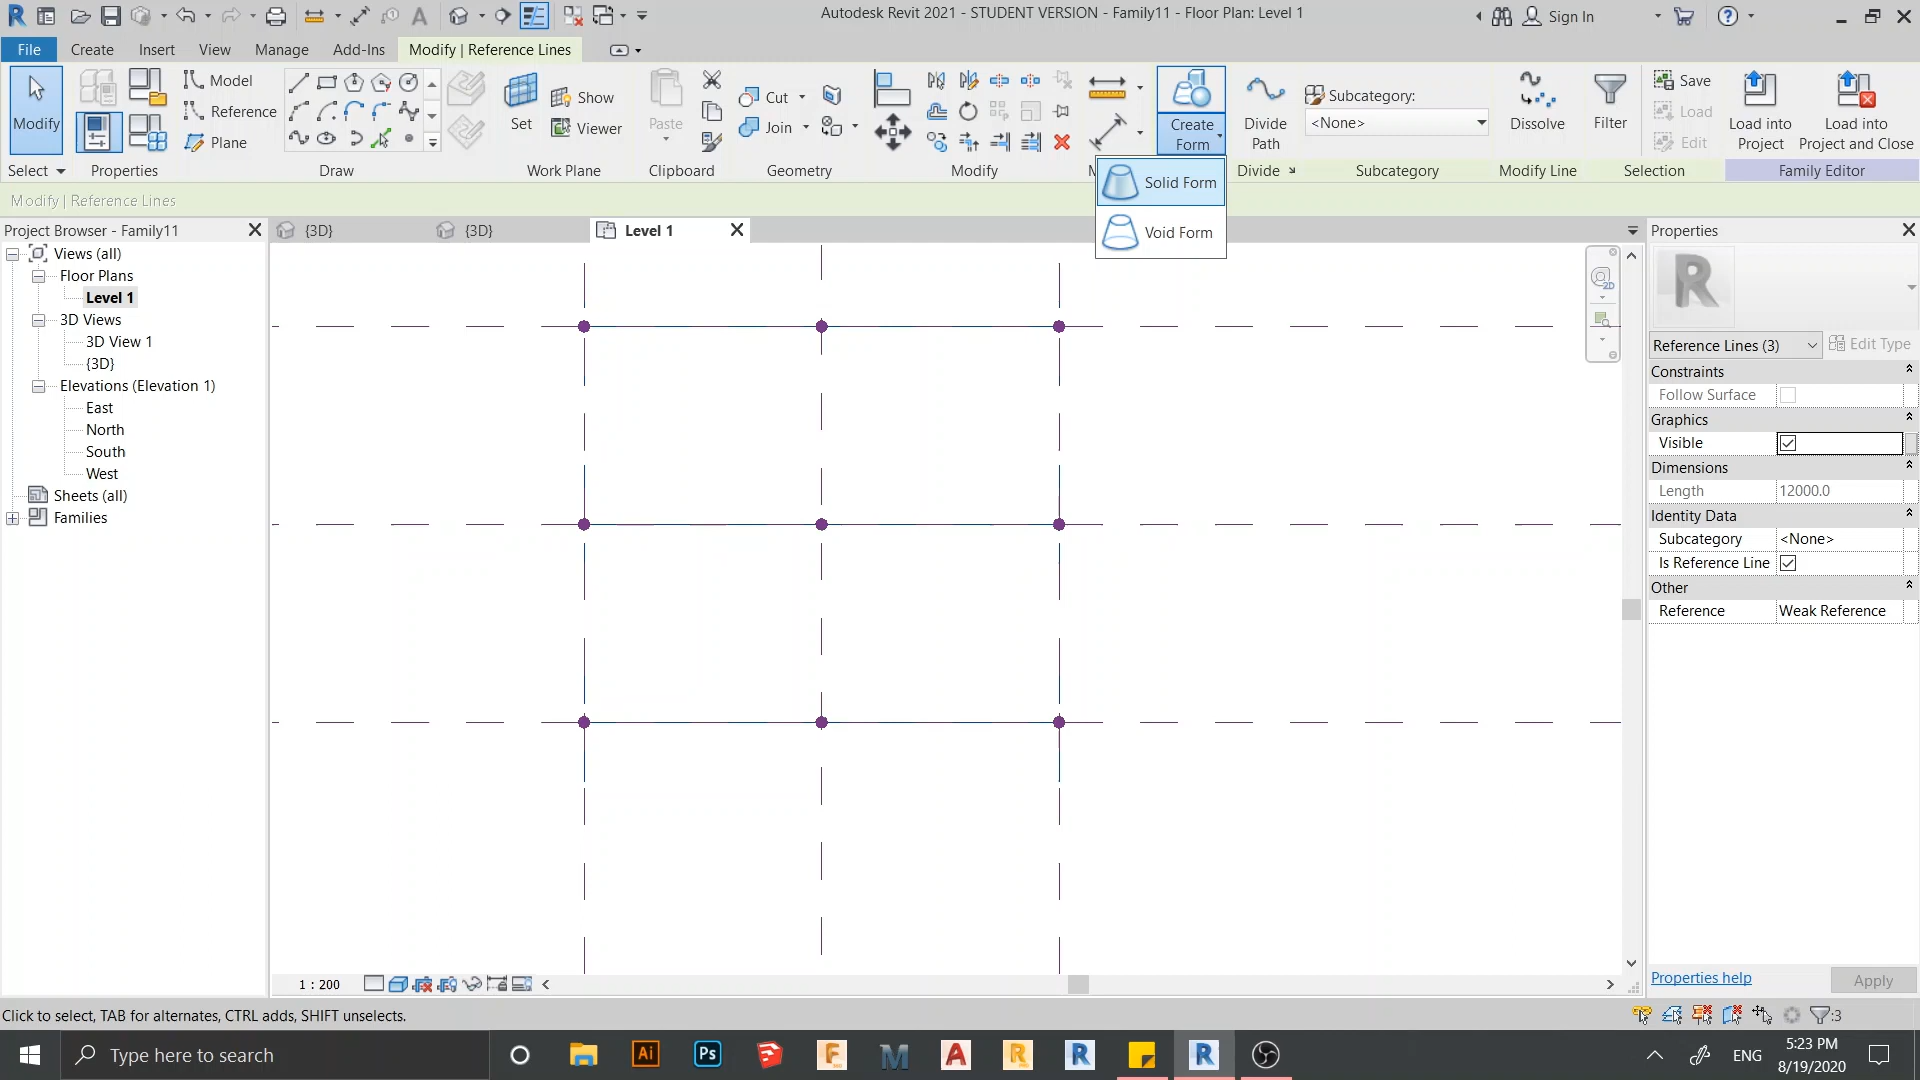 Autodesk Revit 2021 - STUDENT VERSION - Family11 - Floor Plan: Level 1
Sign In
File Create Insert View Manage Add-Ins Modify | Reference Lines
Modify
Model
Reference
Plane
Set
Show
Viewer
Paste
Cut
Join
Create Form
Divide Path
Subcategory:
<None>
Dissolve
Filter
Save
Load
Edit
Load into Project
Load into Project and Close
Select Properties Draw Work Plane Clipboard Geometry Modify M Divide Subcategory Modify Line Selection Family Editor
Solid Form
Void Form
Modify | Reference Lines
Project Browser - Family11
{3D} {3D} Level 1
Views (all)
Floor Plans
Level 1
3D Views
3D View 1
{3D}
Elevations (Elevation 1)
East
North
South
West
Sheets (all)
Families
2D
Properties
R
Reference Lines (3) Edit Type
Constraints
Follow Surface
Graphics
Visible
Dimensions
Length 12000.0
Identity Data
Subcategory <None>
Is Reference Line
Other
Reference Weak Reference
Properties help Apply
1 : 200
Click to select, TAB for alternates, CTRL adds, SHIFT unselects.
:3
Type here to search
Ai Ps F M A R R R
ENG
5:23 PM
8/19/2020